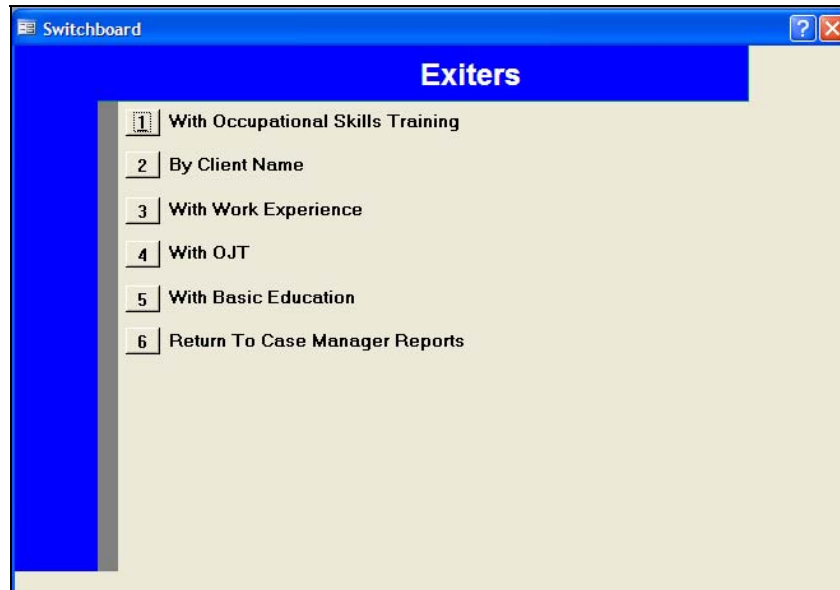 Switchboard
Exiters
1 With Occupational Skills Training
2 By Client Name
3 With Work Experience
4 With OJT
5 With Basic Education
6 Return To Case Manager Reports